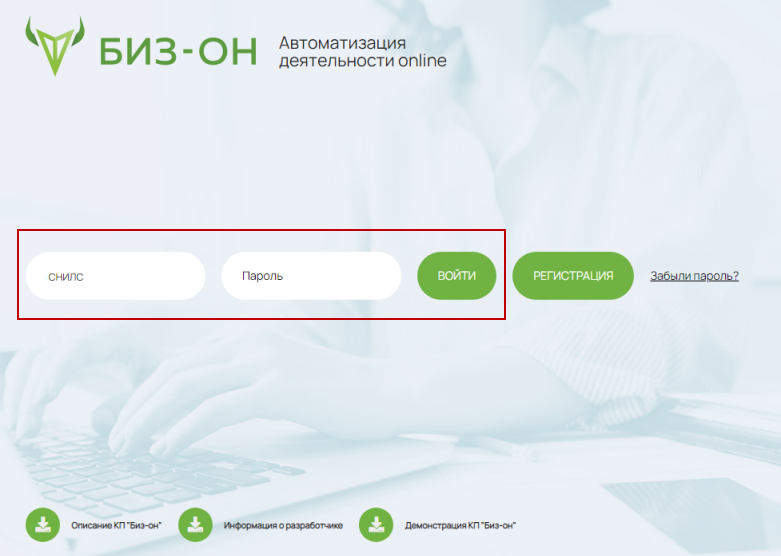 БИЗ-ОН
Автоматизация
деятельности online
СНИЛС
Пароль
ВОЙТИ
РЕГИСТРАЦИЯ
Забыли пароль?
Описание КП "Биз-он"
Информация о разработчике
Демонстрация КП "Биз-он"